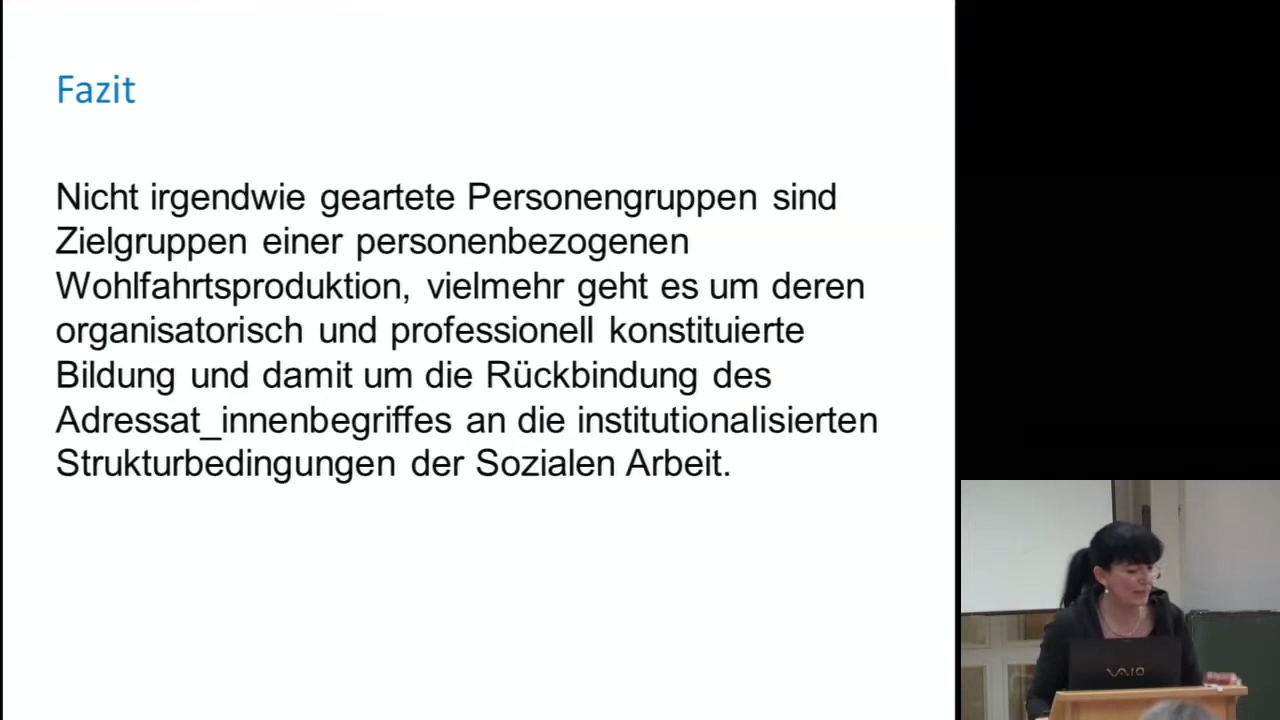 Fazit
Nicht irgendwie geartete Personengruppen sind
Zielgruppen einer personenbezogenen
Wohlfahrtsproduktion, vielmehr geht es um deren
organisatorisch und professionell konstituierte
Bildung und damit um die Rückbindung des
Adressat_innenbegriffes an die institutionalisierten
Strukturbedingungen der Sozialen Arbeit.
VAIO